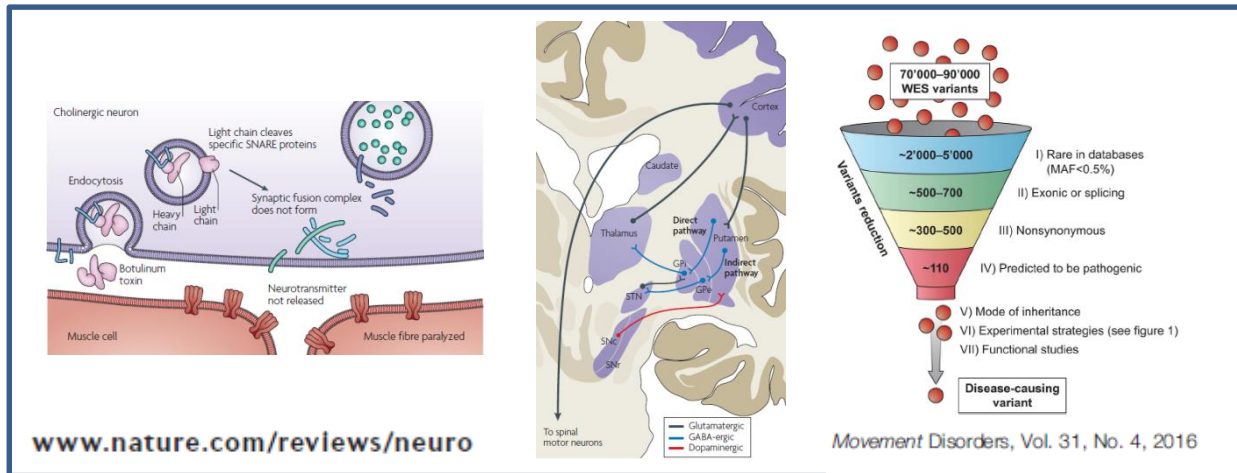 Cholinergic neuron
Light chain cleaves
specific SNARE proteins
Endocytosis
Synaptic fusion complex
does not form
Heavy
chain
Light
chain
Botulinum
toxin
Neurotransmitter
not released
Muscle cell
Muscle fibre paralyzed
www.nature.com/reviews/neuro
Cortex
Caudate
Thalamus
Direct
pathway
Putamen
GPi
Indirect
pathway
GPe
STN
SNc
SNr
To spinal
motor neurons
Glutamatergic
GABA-ergic
Dopaminergic
70'000–90'000
WES variants
Variants reduction
~2'000–5'000
I) Rare in databases
(MAF<0.5%)
~500–700
II) Exonic or splicing
~300–500
III) Nonsynonymous
~110
IV) Predicted to be pathogenic
V) Mode of inheritance
VI) Experimental strategies (see figure 1)
VII) Functional studies
Disease-causing
variant
Movement Disorders, Vol. 31, No. 4, 2016